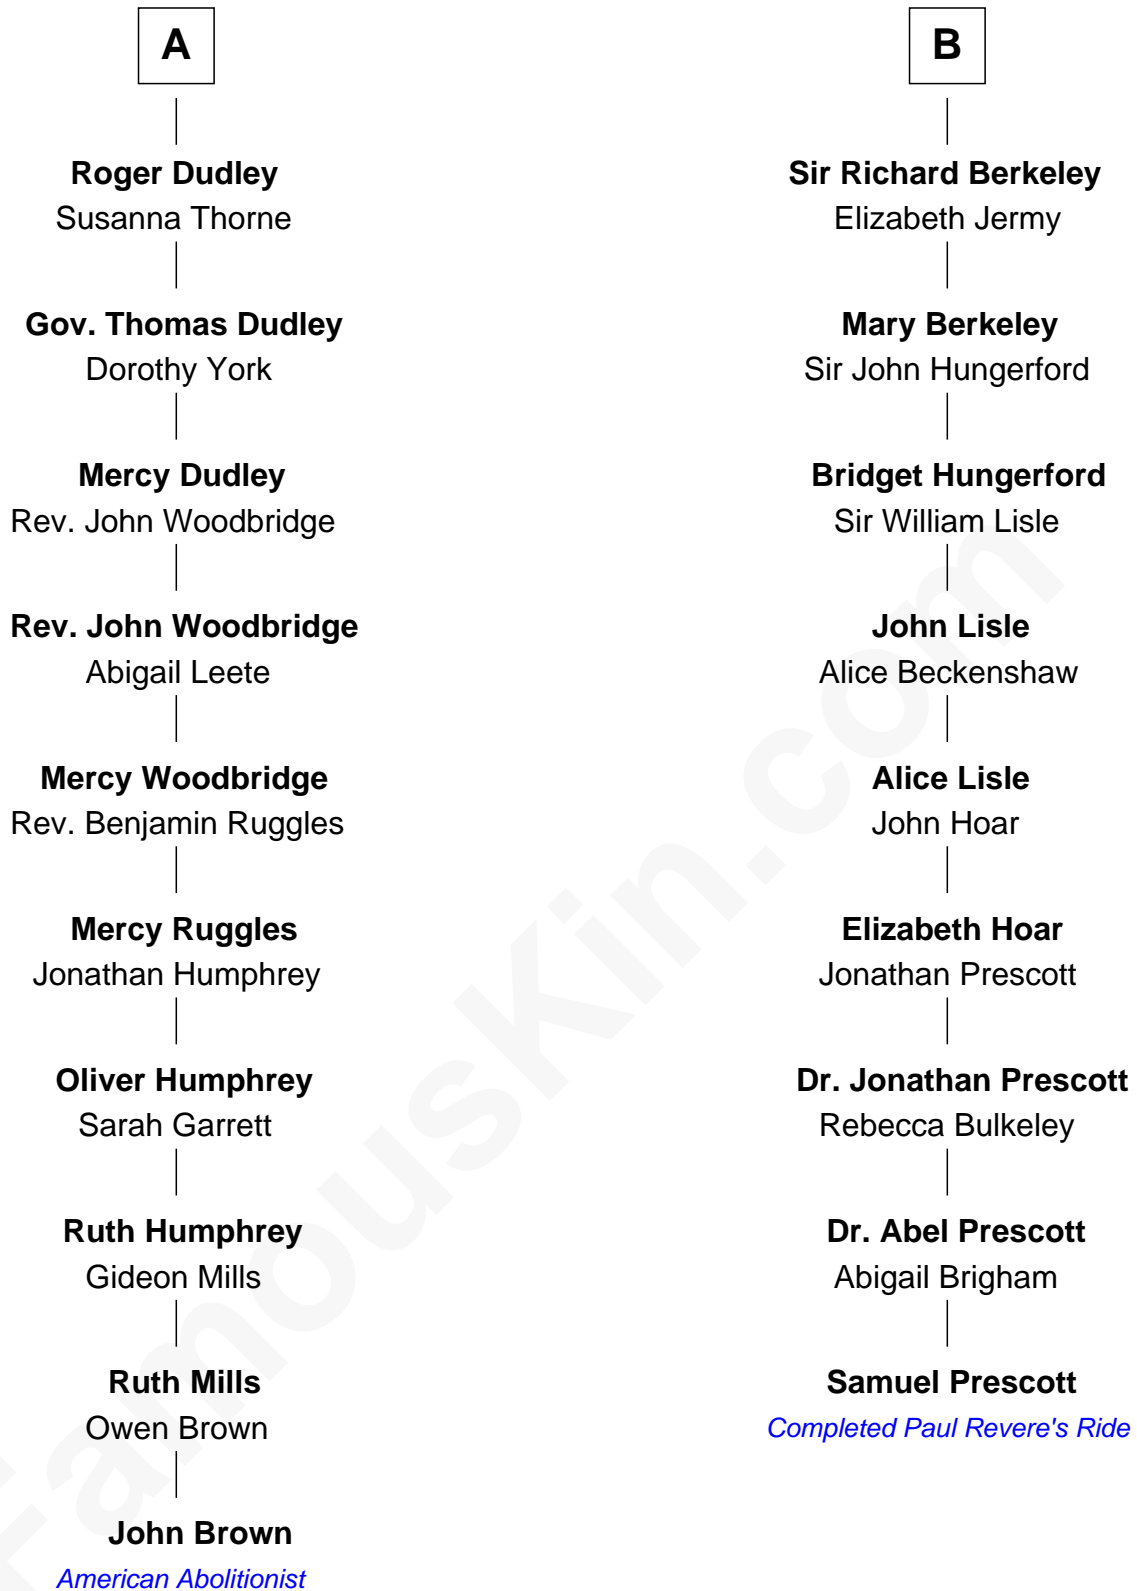 A
Roger Dudley
Susanna Thorne
Gov. Thomas Dudley
Dorothy York
Mercy Dudley
Rev. John Woodbridge
Rev. John Woodbridge
Abigail Leete
Mercy Woodbridge
Rev. Benjamin Ruggles
Mercy Ruggles
Jonathan Humphrey
Oliver Humphrey
Sarah Garrett
Ruth Humphrey
Gideon Mills
Ruth Mills
Owen Brown
John Brown
American Abolitionist
B
Sir Richard Berkeley
Elizabeth Jermy
Mary Berkeley
Sir John Hungerford
Bridget Hungerford
Sir William Lisle
John Lisle
Alice Beckenshaw
Alice Lisle
John Hoar
Elizabeth Hoar
Jonathan Prescott
Dr. Jonathan Prescott
Rebecca Bulkeley
Dr. Abel Prescott
Abigail Brigham
Samuel Prescott
Completed Paul Revere's Ride
FamousKin.com